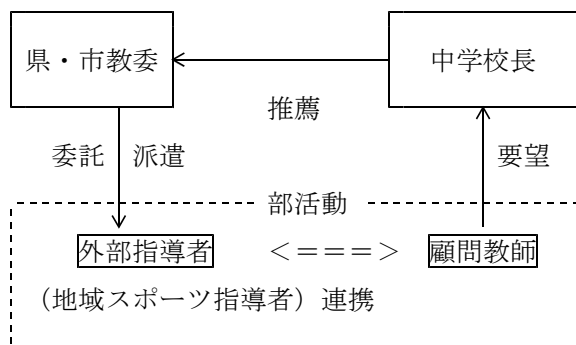 県・市教委 中学校長
推薦
委託 派遣 要望
部活動
外部指導者 <===> 顧問教師
（地域スポーツ指導者）連携